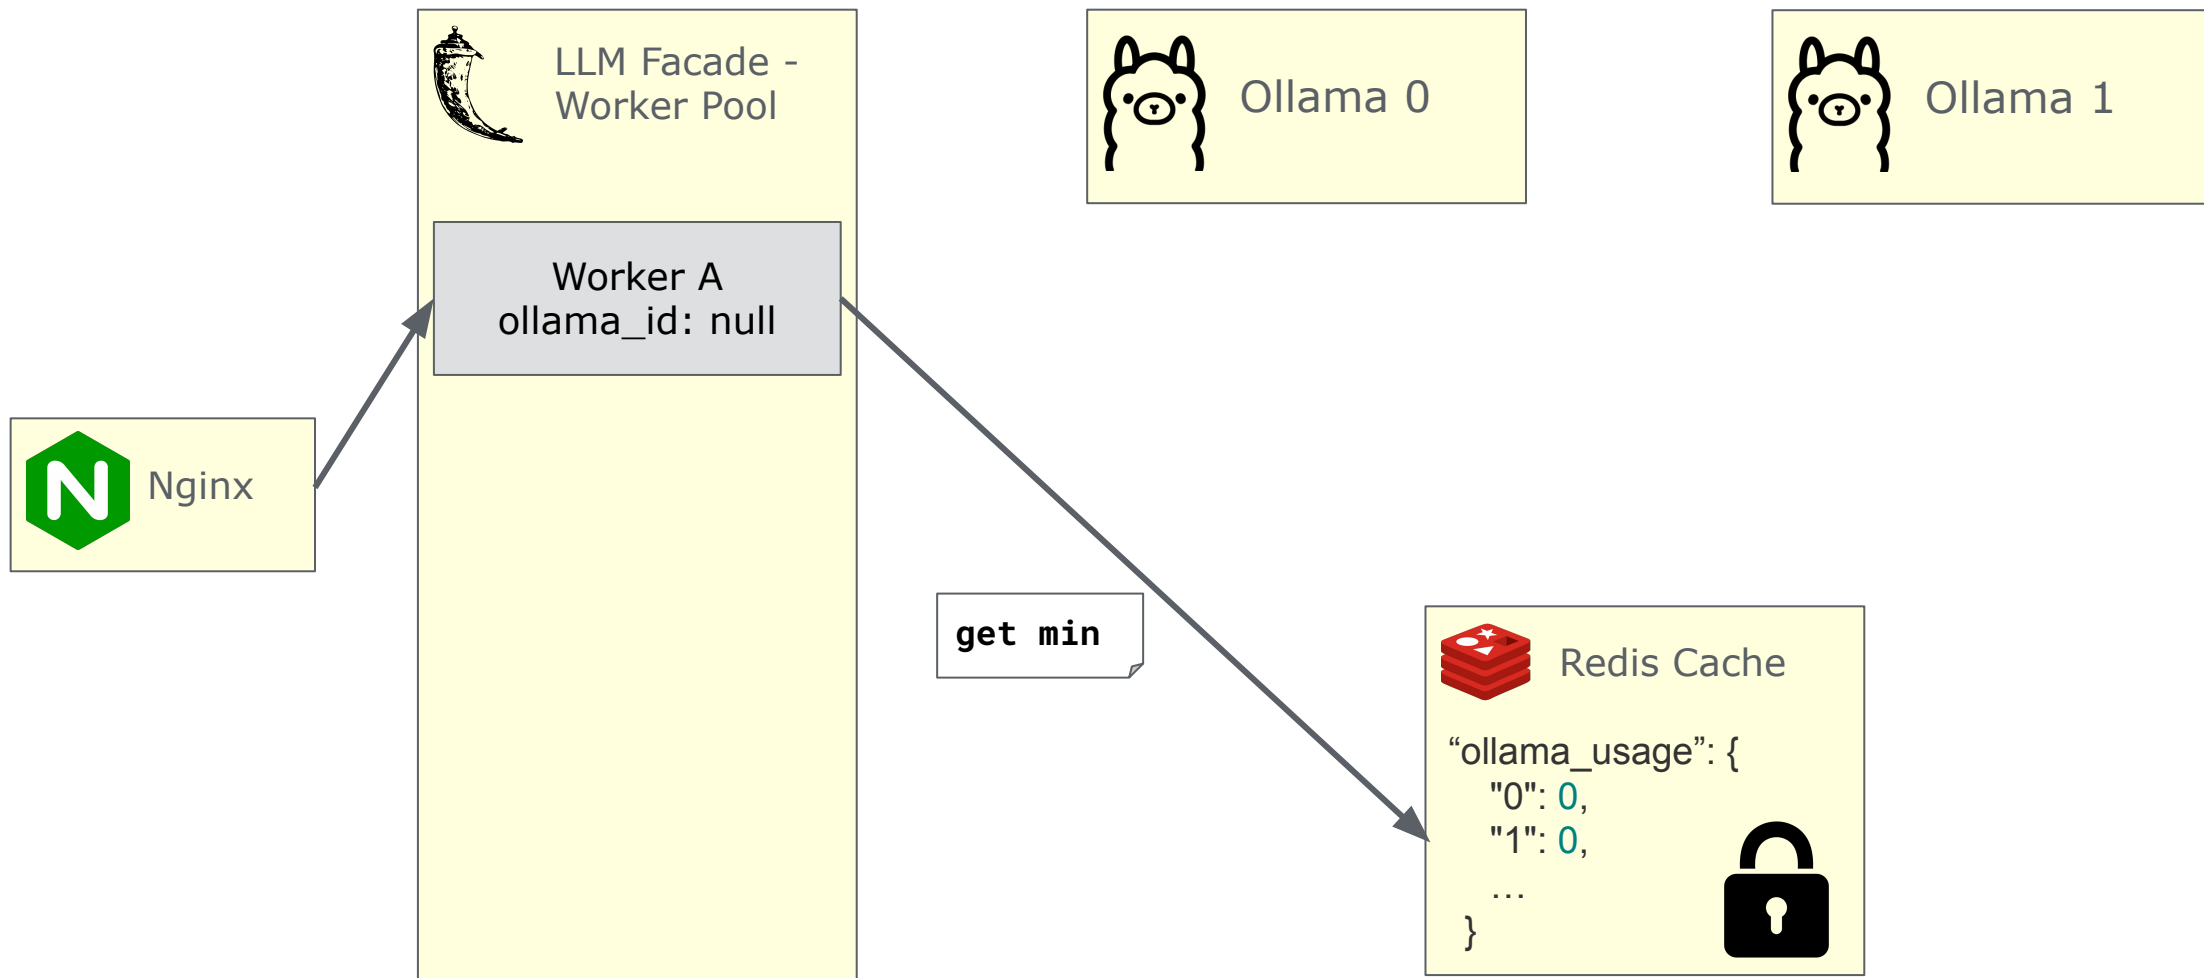 LLM Facade -
Worker Pool
Ollama 0
Ollama 1
Worker A
ollama_id: null
N
Nginx
get min
Redis Cache
“ollama_usage”: {
"0": 0,
"1": 0,
…
}